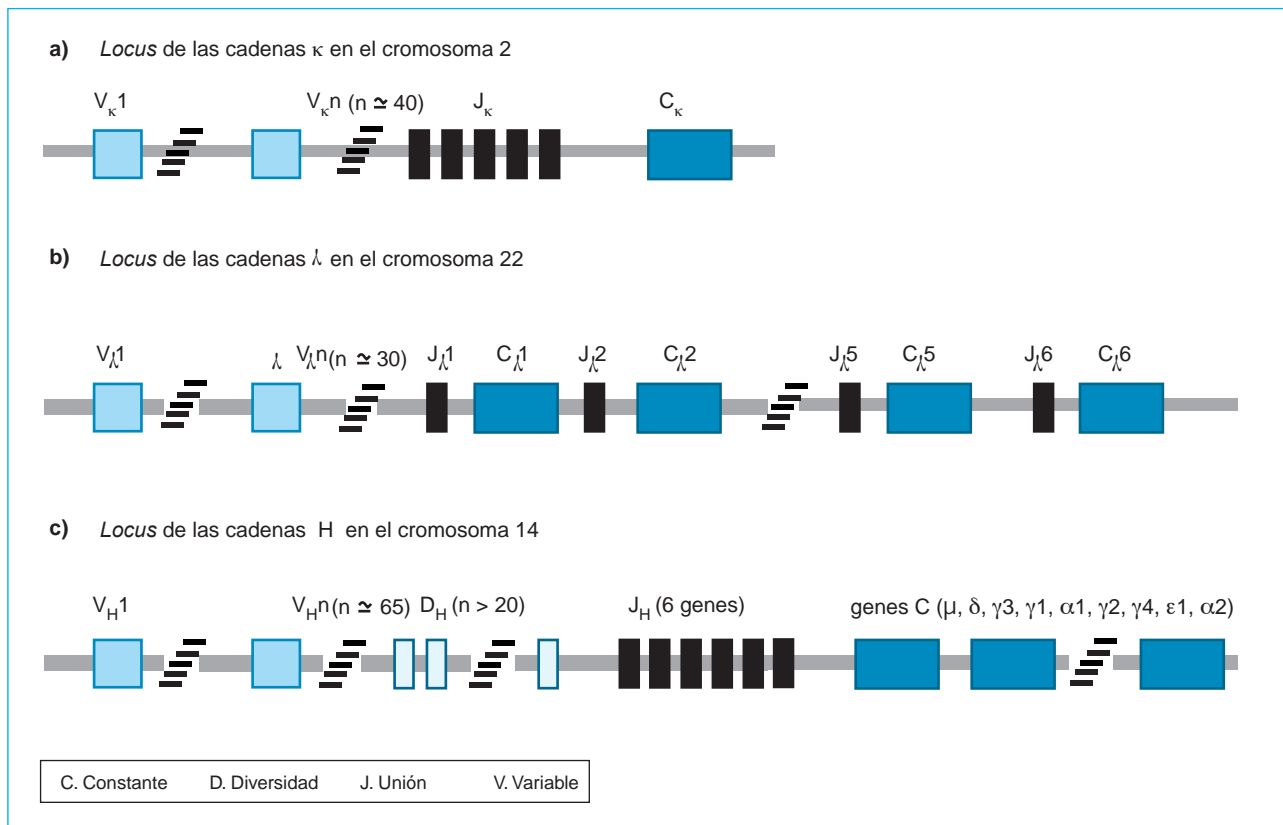 a) Locus de las cadenas κ en el cromosoma 2
Vκ1 Vκn (n ≃ 40) Jκ Cκ
b) Locus de las cadenas λ en el cromosoma 22
Vλ1 λ Vλn (n ≃ 30) Jλ1 Cλ1 Jλ2 Cλ2 Jλ5 Cλ5 Jλ6 Cλ6
c) Locus de las cadenas H en el cromosoma 14
VH1 VHn (n ≃ 65) DH (n > 20) JH (6 genes) genes C (μ, δ, γ3, γ1, α1, γ2, γ4, ε1, α2)
C. Constante D. Diversidad J. Unión V. Variable